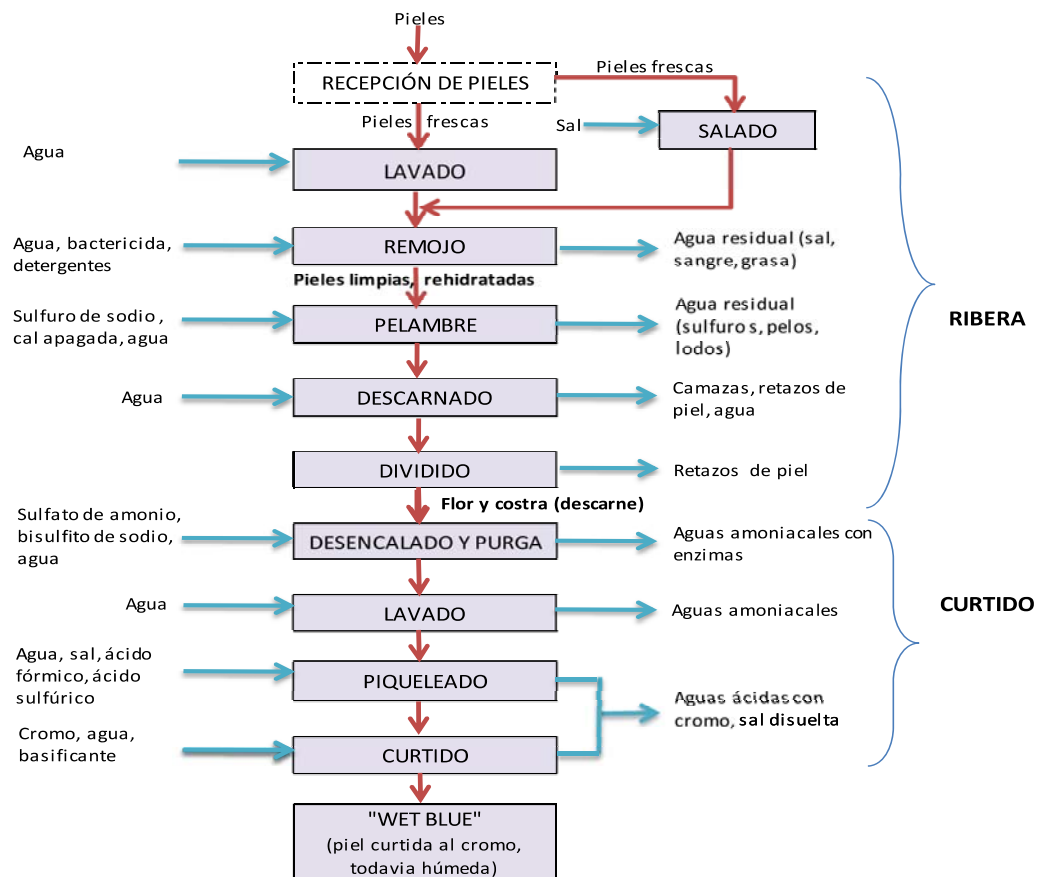 Pieles
RECEPCIÓN DE PIELES
Pieles frescas
Pieles frescas
Sal
SALADO
Agua
LAVADO
Agua, bactericida,
detergentes
REMOJO
Agua residual (sal,
sangre, grasa)
Pieles limpias, rehidratadas
Sulfuro de sodio ,
cal apagada, agua
PELAMBRE
Agua residual
(sulfuro s, pelos,
lodos)
RIBERA
Agua
DESCARNADO
Camazas, retazos de
piel, agua
DIVIDIDO
Retazos de piel
Flor y costra (descarne)
Sulfato de amonio,
bisulfito de sodio,
agua
DESENCALADO Y PURGA
Aguas amoniacales con
enzimas
Agua
LAVADO
Aguas amoniacales
CURTIDO
Agua, sal, ácido
fórmico, ácido
sulfúrico
PIQUELEADO
Aguas ácidas con
cromo, sal disuelta
Cromo, agua,
basificante
CURTIDO
"WET BLUE"
(piel curtida al cromo,
todavia húmeda)